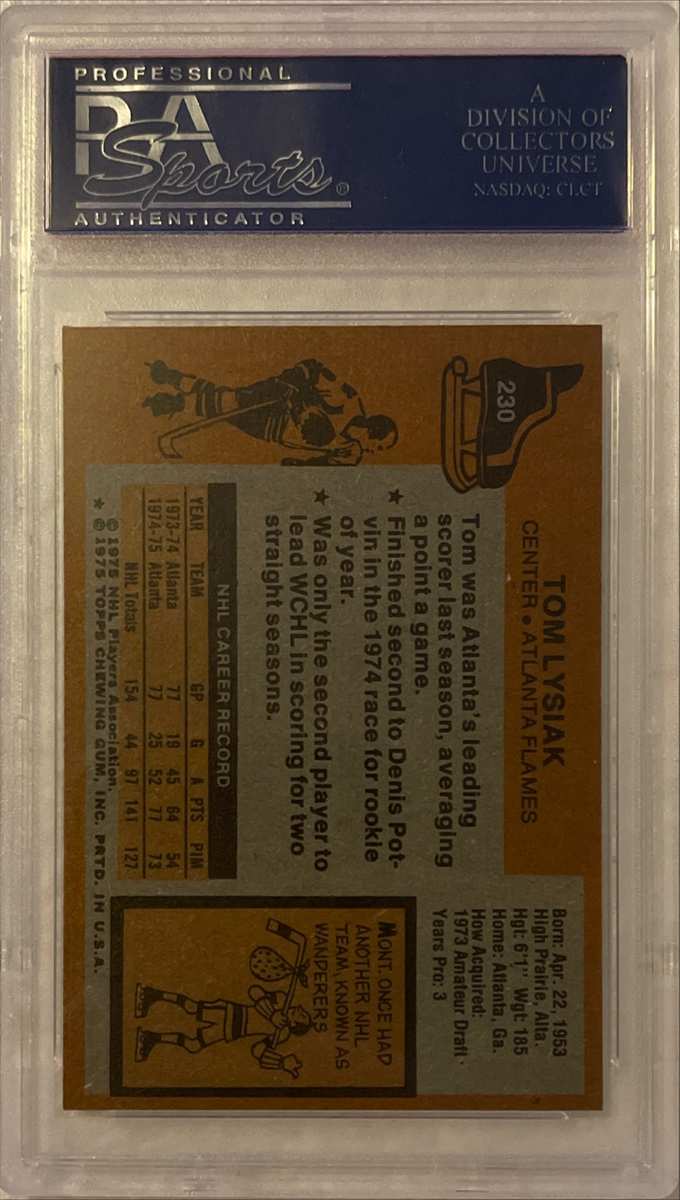 PROFESSIONAL
PSA
Sports®
AUTHENTICATOR
A
DIVISION OF
COLLECTORS
UNIVERSE
NASDAQ: CLCT
230
TOM LYSIAK
CENTER • ATLANTA FLAMES
Tom was Atlanta's leading
scorer last season, averaging
a point a game.
★ Finished second to Denis Pot-
vin in the 1974 race for rookie
of year.
★ Was only the second player to
lead WCHL in scoring for two
straight seasons.
NHL CAREER RECORD
YEAR TEAM GP G A PTS PIM
1973-74 Atlanta 77 19 45 64 54
1974-75 Atlanta 77 25 52 77 73
NHL Totals 154 44 97 141 127
© 1975 NHL Players Association.
★ © 1975 TOPPS CHEWING GUM, INC. PRTD. IN U.S.A.
Born: Apr. 22, 1953
High Prairie, Alta.
Hgt: 6'1" Wgt: 185
Home: Atlanta, Ga.
How Acquired:
1973 Amateur Draft
Years Pro: 3
MONT. ONCE HAD
ANOTHER NHL
TEAM, KNOWN AS
WANDERERS